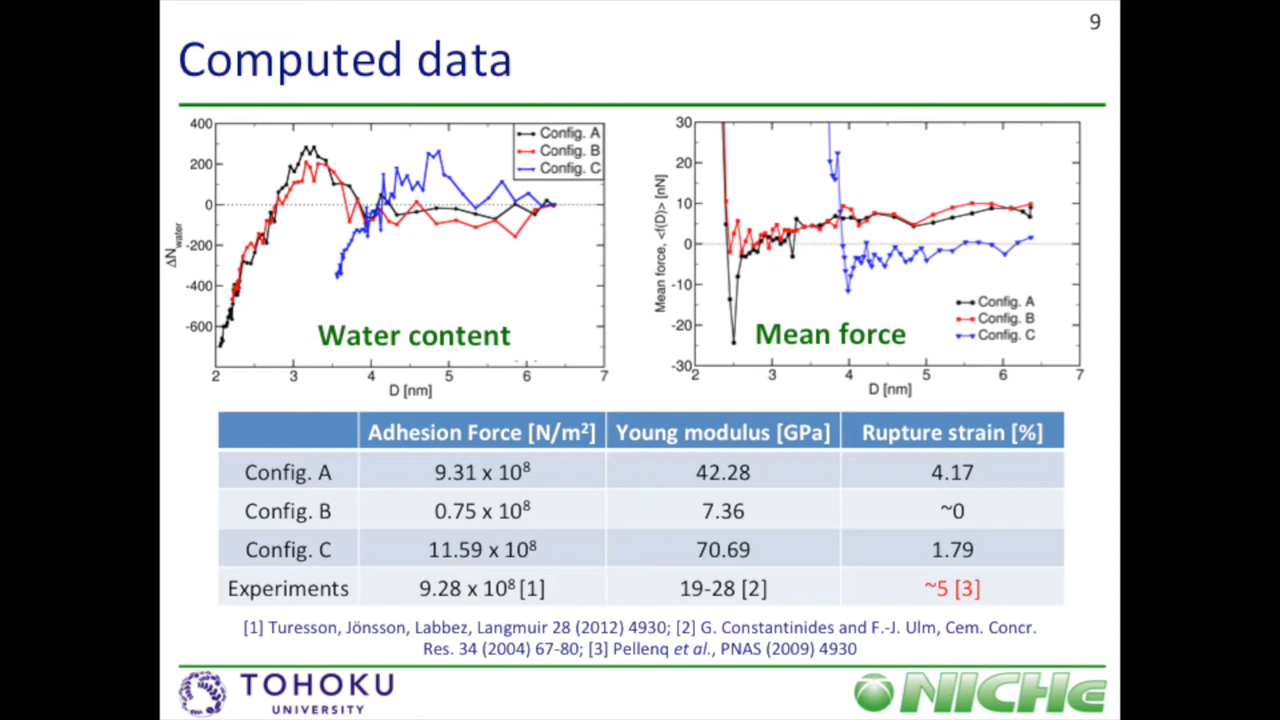 9
Computed data
400
200
0
-200
-400
-600
ΔNwater
2 3 4 5 6 7
D [nm]
Config. A
Config. B
Config. C
Water content
30
20
10
0
-10
-20
-30
Mean force, <f(D)> [nN]
2 3 4 5 6 7
D [nm]
Config. A
Config. B
Config. C
Mean force
Adhesion Force [N/m²] Young modulus [GPa] Rupture strain [%]
Config. A 9.31 x 10⁸ 42.28 4.17
Config. B 0.75 x 10⁸ 7.36 ~0
Config. C 11.59 x 10⁸ 70.69 1.79
Experiments 9.28 x 10⁸ [1] 19-28 [2] ~5 [3]
[1] Turesson, Jönsson, Labbez, Langmuir 28 (2012) 4930; [2] G. Constantinides and F.-J. Ulm, Cem. Concr.
Res. 34 (2004) 67-80; [3] Pellenq et al., PNAS (2009) 4930
TOHOKU
UNIVERSITY
NICHe